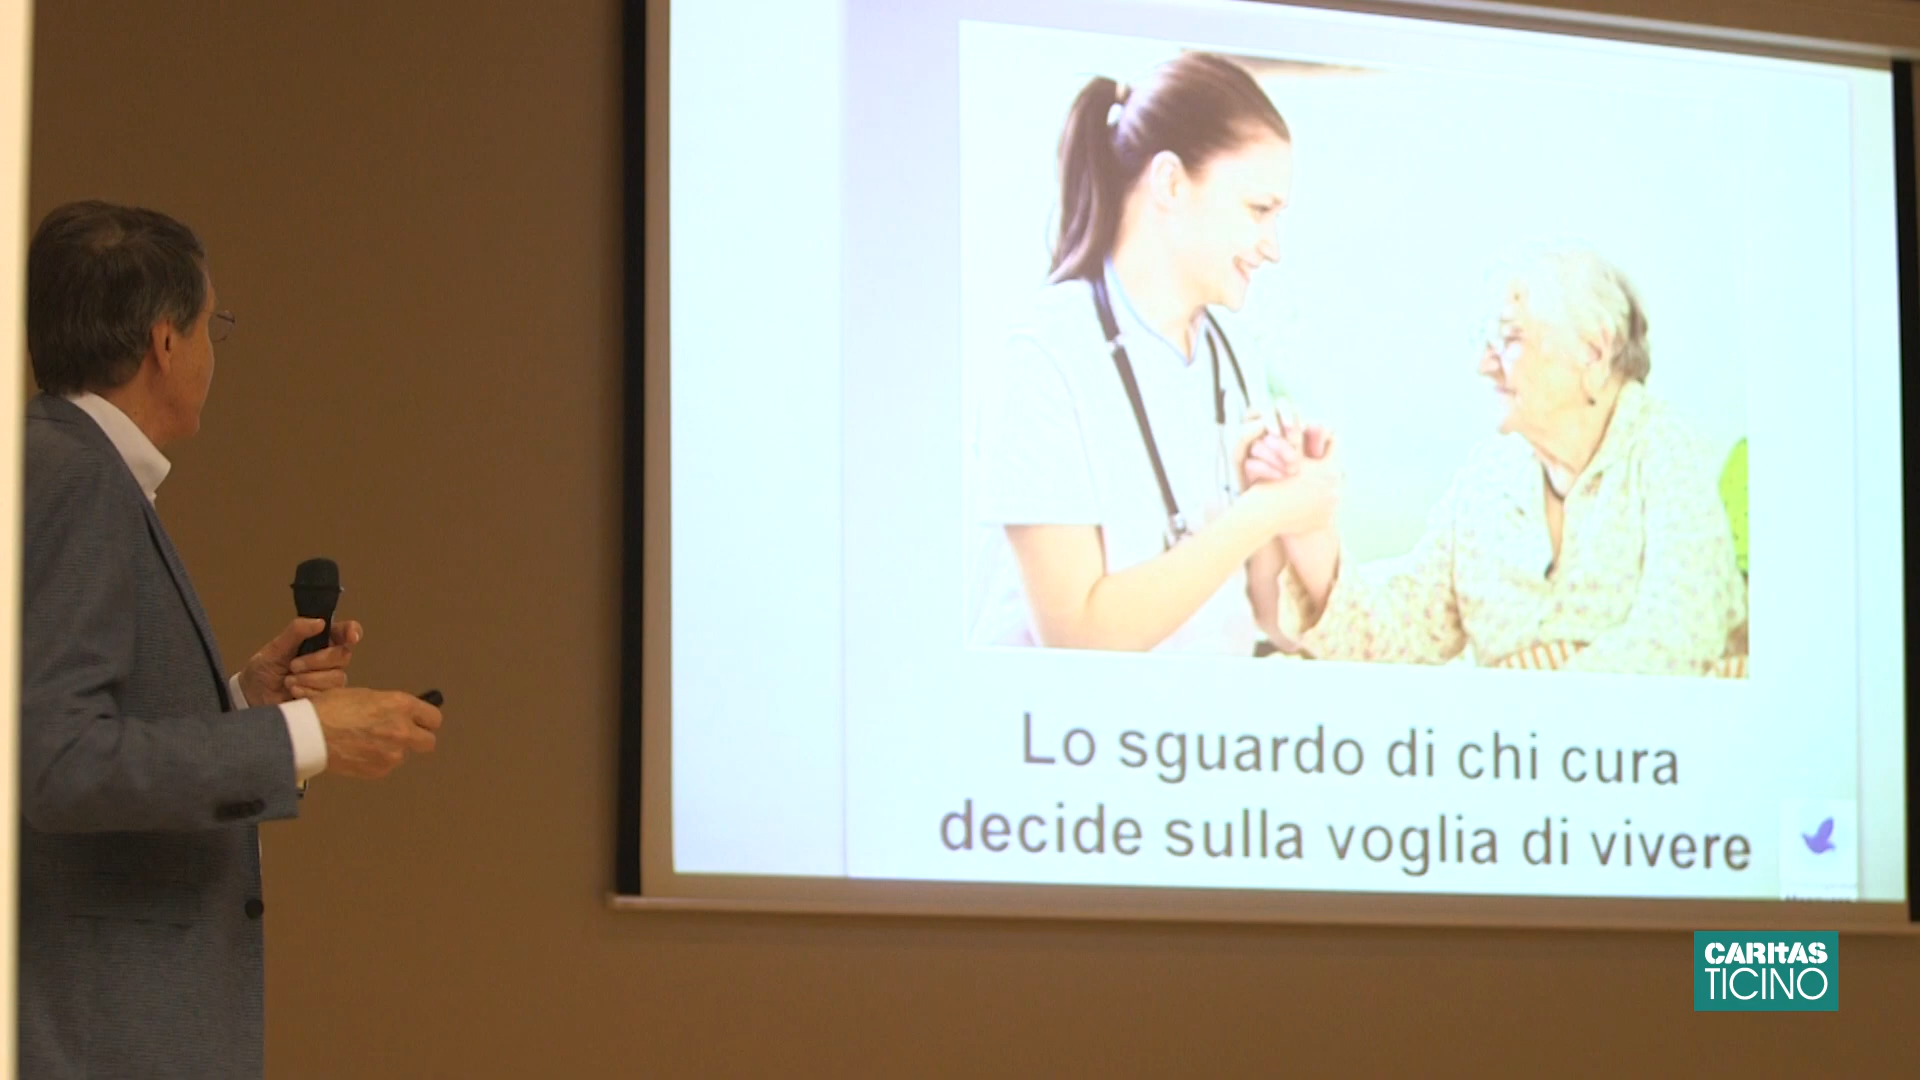 Lo sguardo di chi cura
decide sulla voglia di vivere
CARITAS
TICINO